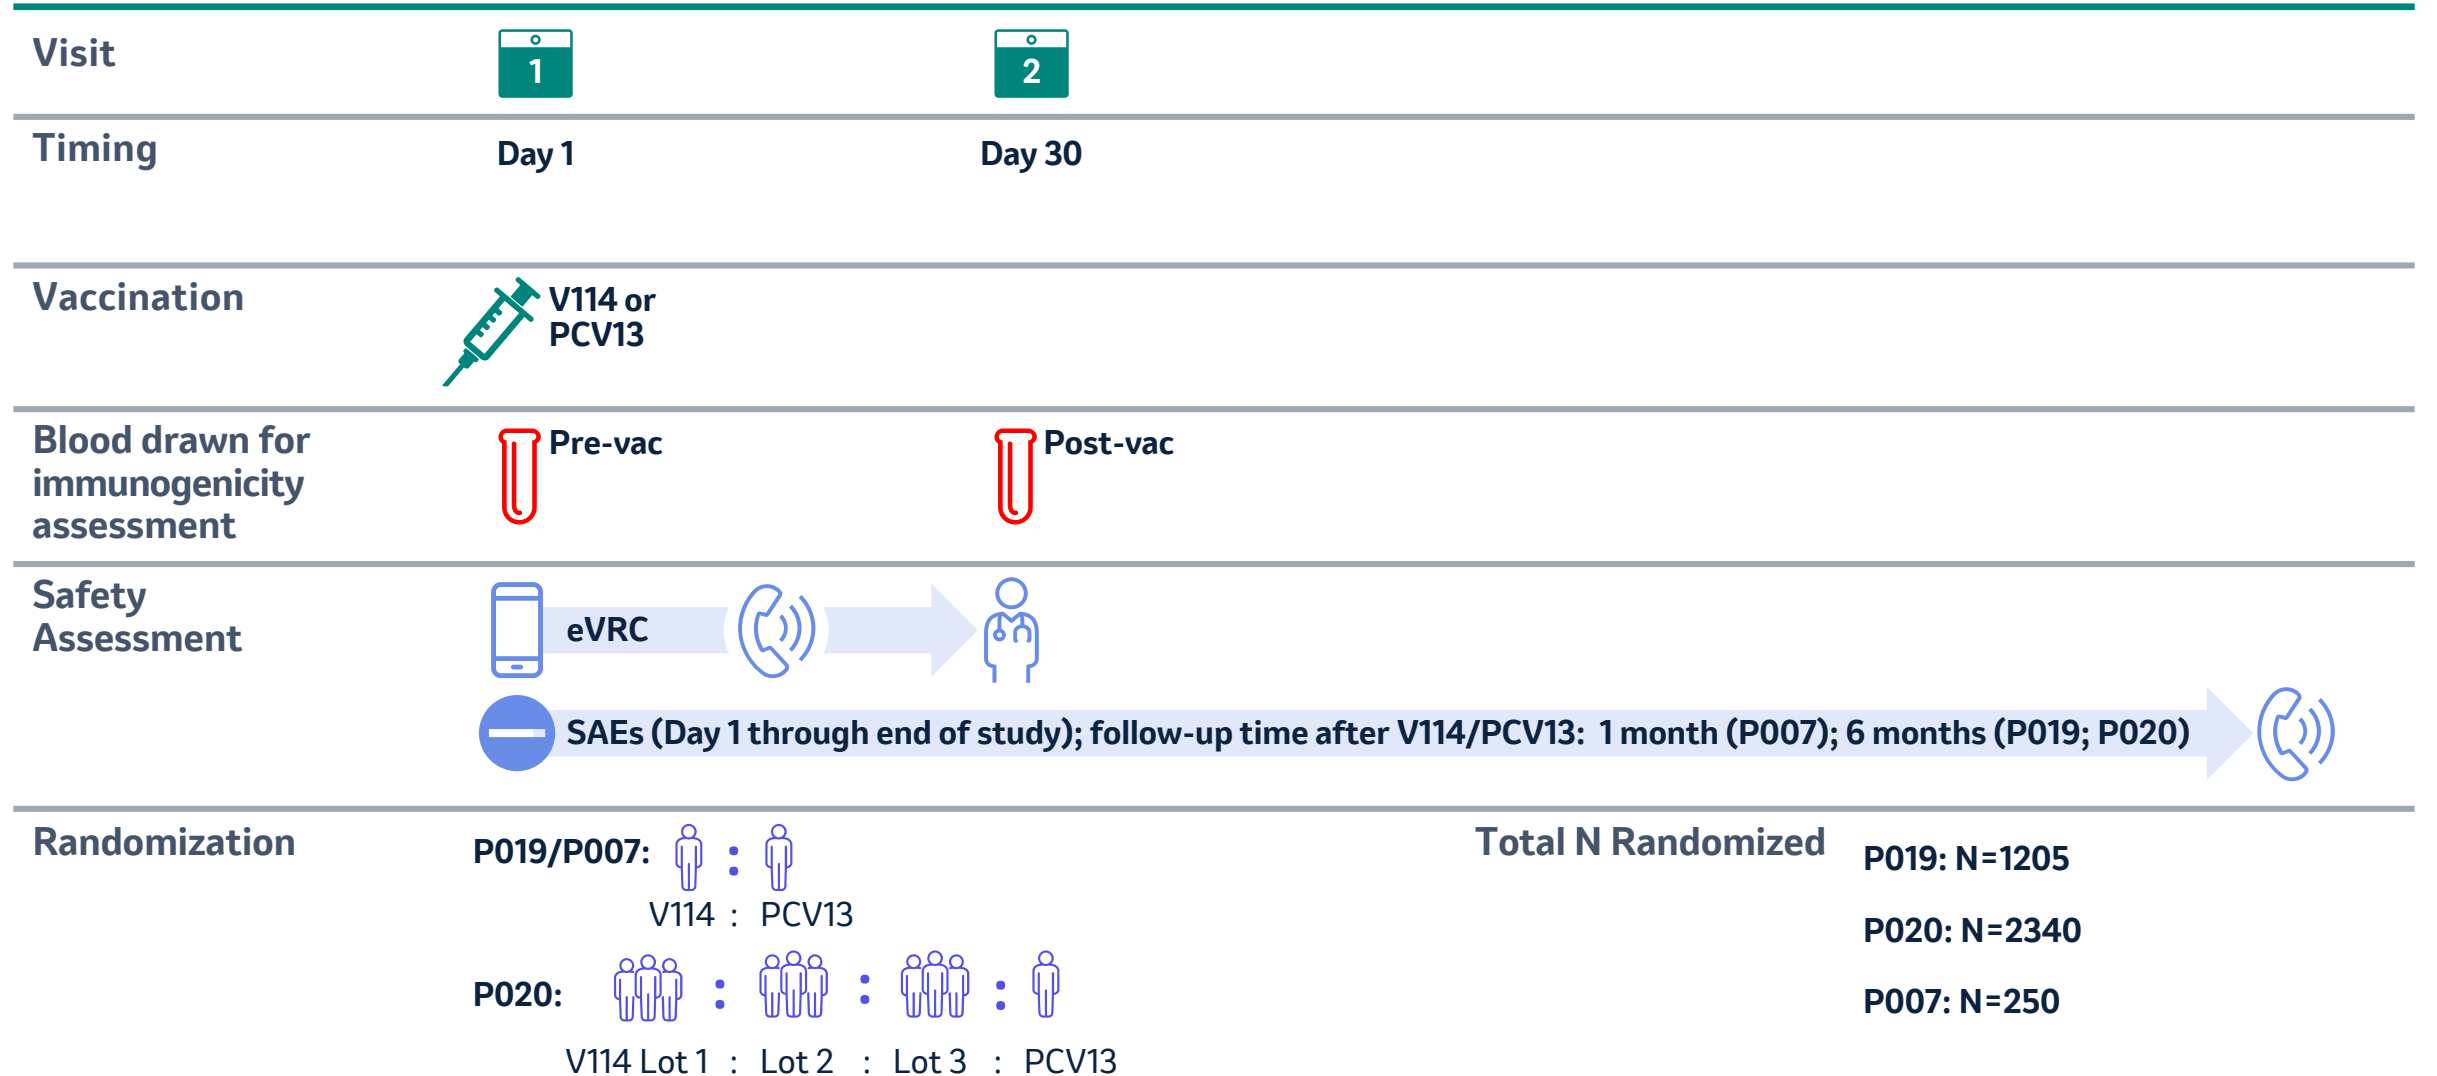 Visit
1
2
Timing
Day 1
Day 30
Vaccination
V114 or
PCV13
Blood drawn for
immunogenicity
assessment
Pre-vac
Post-vac
Safety
Assessment
eVRC
SAEs (Day 1 through end of study); follow-up time after V114/PCV13:  1 month (P007); 6 months (P019; P020)
Randomization
P019/P007:
:
V114 : PCV13
P020:
: : :
V114 Lot 1 : Lot 2 : Lot 3 : PCV13
Total N Randomized
P019: N=1205
P020: N=2340
P007: N=250